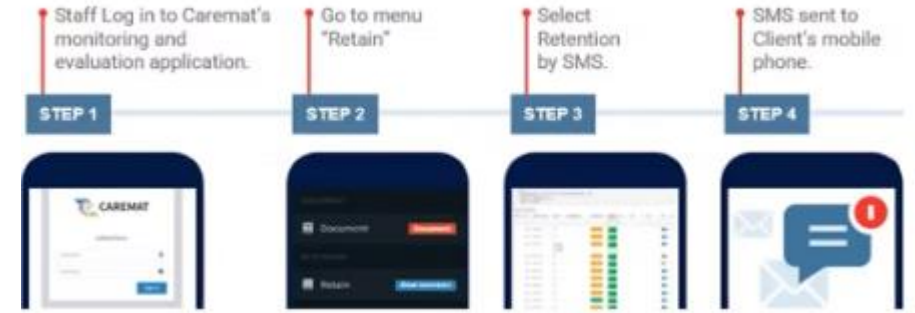 Staff Log in to Caremat's
monitoring and
evaluation application.
Go to menu
"Retain"
Select
Retention
by SMS.
SMS sent to
Client's mobile
phone.
STEP 1
STEP 2
STEP 3
STEP 4
CAREMAT
Document
Retain